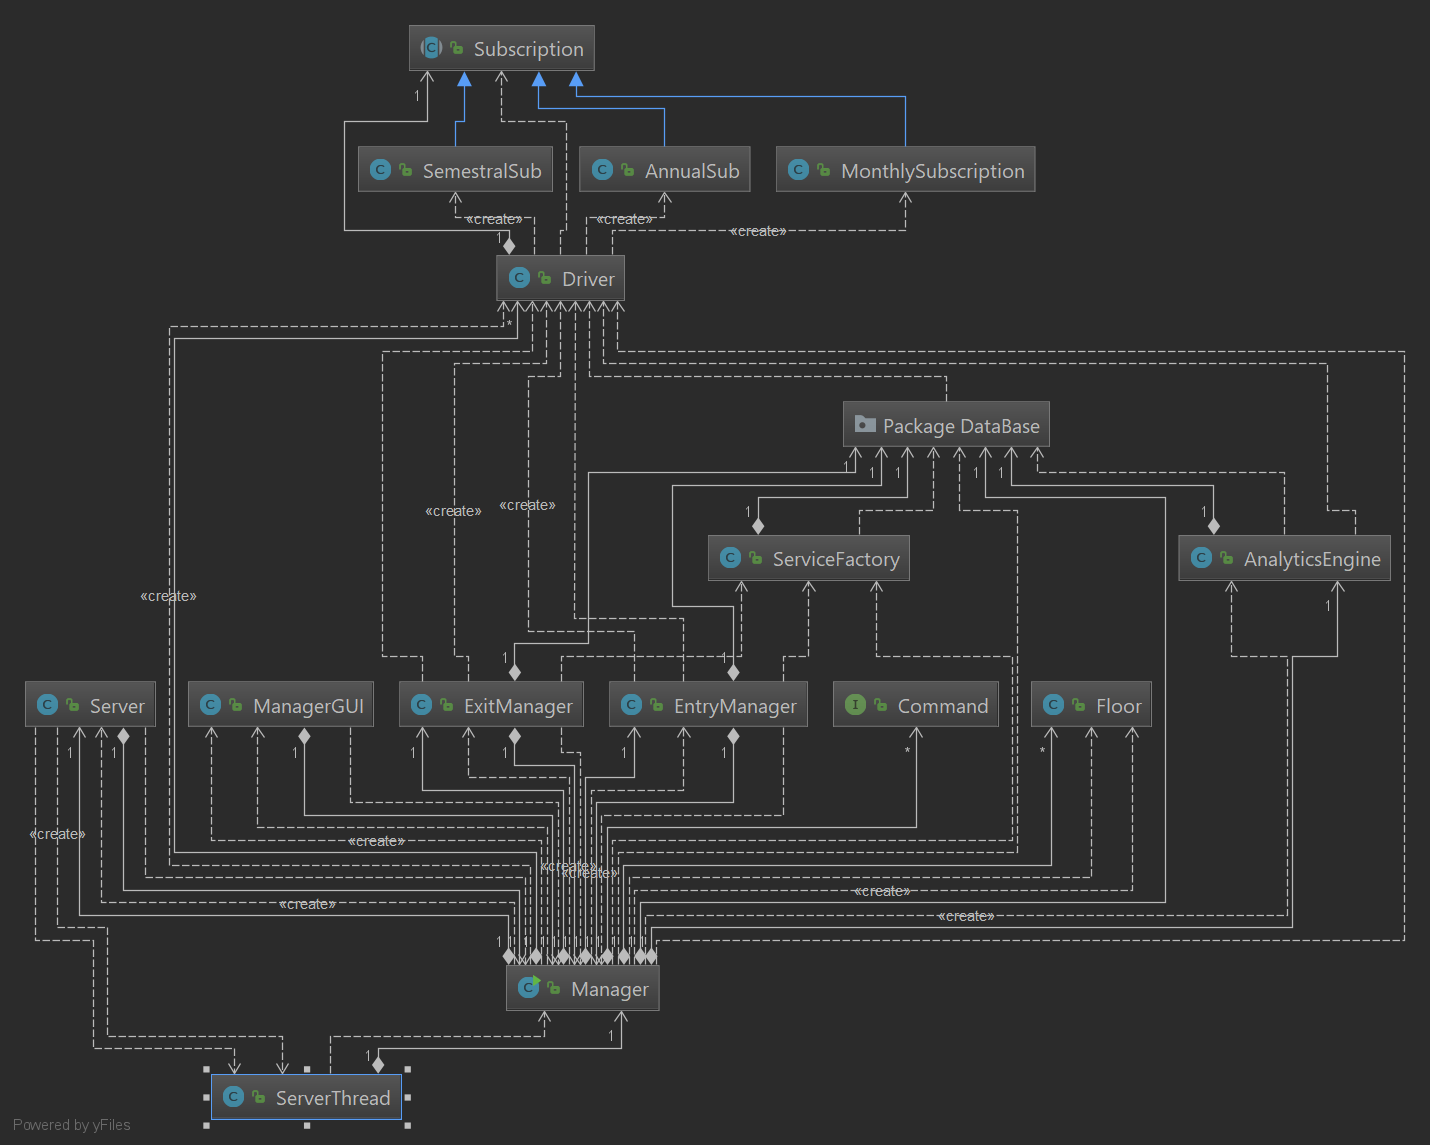 C Subscription
1
C SemestralSub
C AnnualSub
C MonthlySubscription
«create»
«create»
«create»
1
C Driver
*
Package DataBase
1
1
1
1
1
«create»
«create»
1
1
C ServiceFactory
C AnalyticsEngine
«create»
1
1
1
C Server
C ManagerGUI
C ExitManager
C EntryManager
I Command
C Floor
1
1
1
1
1
1
1
*
*
«create»
«create»
«create»
«create»
«create»
«create»
«create»
1
C Manager
1
1
C ServerThread
Powered by yFiles